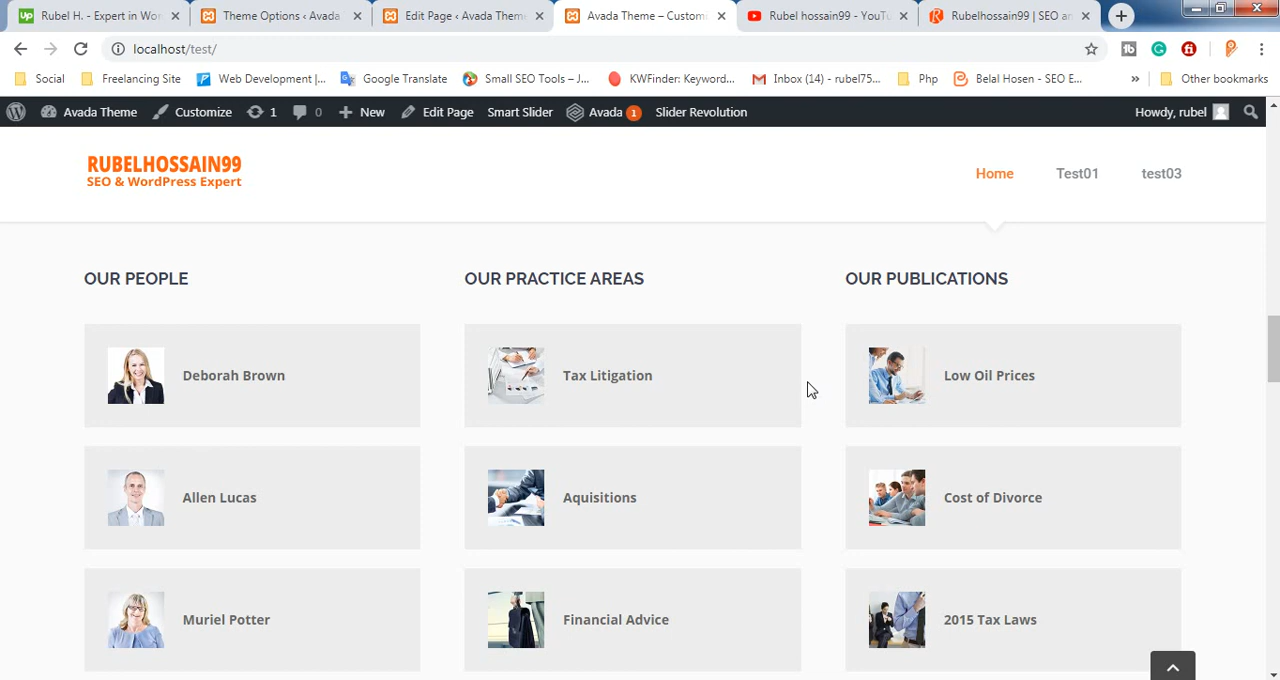 Rubel H. - Expert in Wor
Theme Options ‹ Avada
Edit Page ‹ Avada Them
Avada Theme – Custom
Rubel hossain99 - YouT
Rubelhossain99 | SEO an
localhost/test/
Social
Freelancing Site
Web Development |...
Google Translate
Small SEO Tools – J...
KWFinder: Keywor...
Inbox (14) - rubel75...
Php
Belal Hosen - SEO E...
»
Other bookmarks
Avada Theme
Customize
1
0
New
Edit Page
Smart Slider
Avada 1
Slider Revolution
Howdy, rubel
RUBELHOSSAIN99
SEO & WordPress Expert
Home
Test01
test03
OUR PEOPLE
OUR PRACTICE AREAS
OUR PUBLICATIONS
Deborah Brown
Tax Litigation
Low Oil Prices
Allen Lucas
Aquisitions
Cost of Divorce
Muriel Potter
Financial Advice
2015 Tax Laws